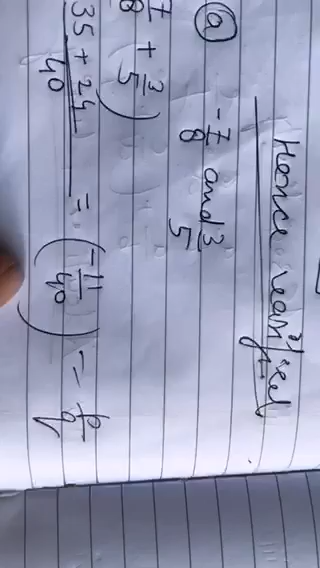 Hence verified
(a) -7/8 and 3/5
7/8 + 3/5)
35 + 24/40 = (-11/40) = p/q